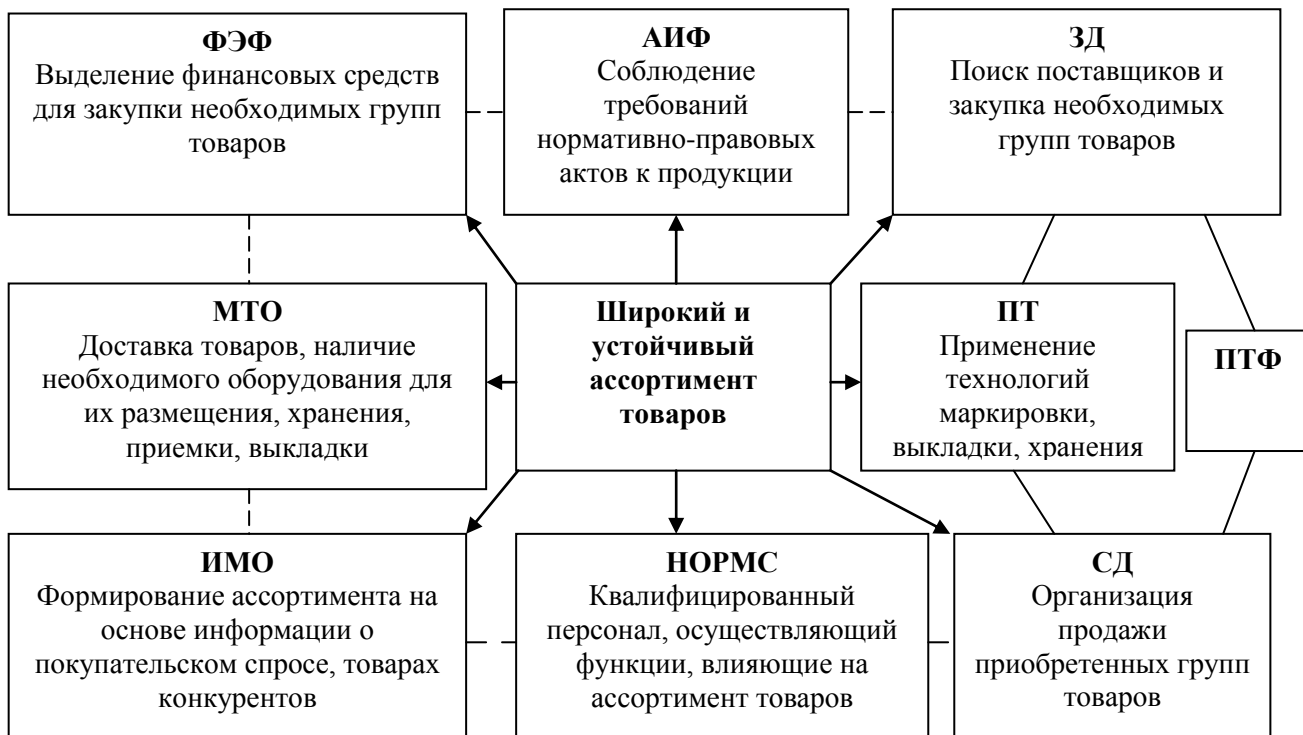 ФЭФ
Выделение финансовых средств
для закупки необходимых групп
товаров
АИФ
Соблюдение
требований
нормативно-правовых
актов к продукции
ЗД
Поиск поставщиков и
закупка необходимых
групп товаров
МТО
Доставка товаров, наличие
необходимого оборудования для
их размещения, хранения,
приемки, выкладки
Широкий и
устойчивый
ассортимент
товаров
ПТ
Применение
технологий
маркировки,
выкладки, хранения
ПТФ
ИМО
Формирование ассортимента на
основе информации о
покупательском спросе, товарах
конкурентов
НОРМС
Квалифицированный
персонал, осуществляющий
функции, влияющие на
ассортимент товаров
СД
Организация
продажи
приобретенных групп
товаров